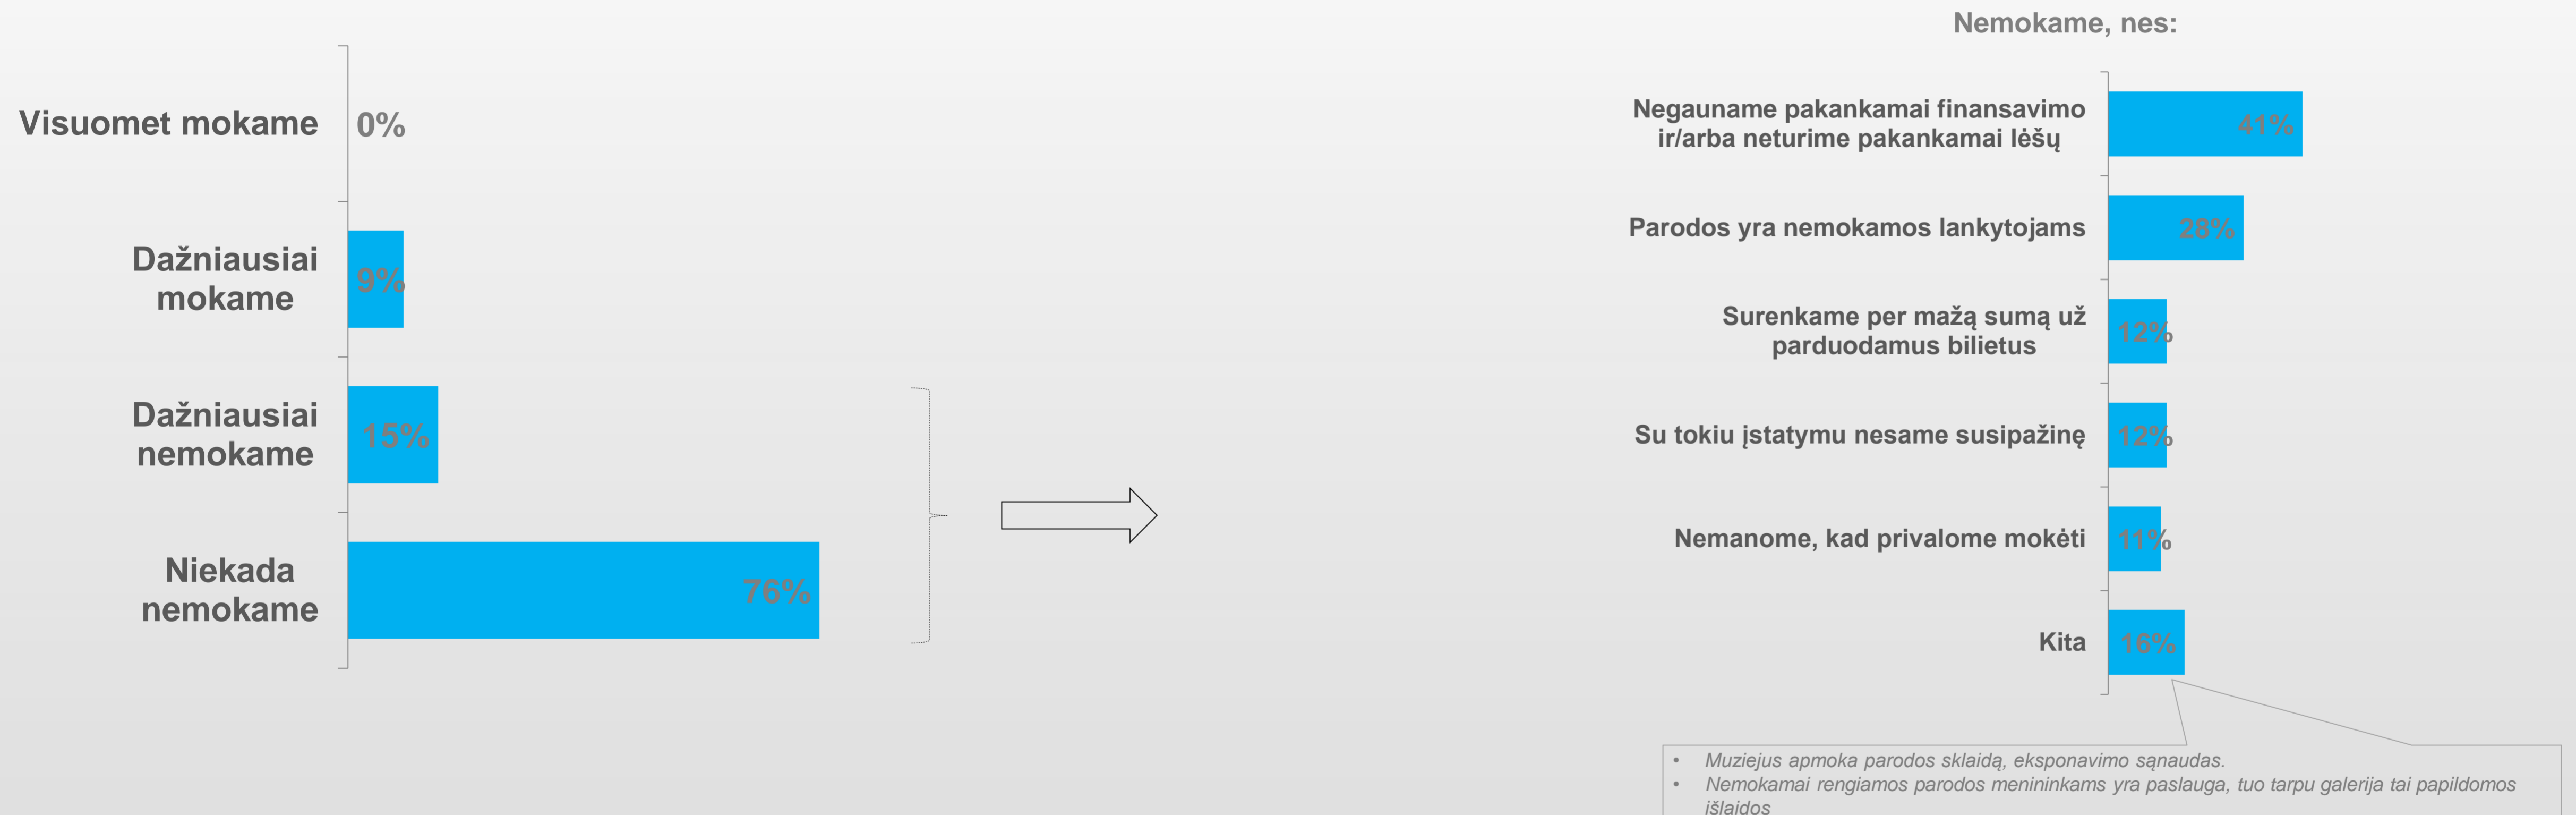 Visuomet mokame
0%
Dažniausiai
mokame
9%
Dažniausiai
nemokame
15%
Niekada
nemokame
76%
Nemokame, nes:
Negauname pakankamai finansavimo
ir/arba neturime pakankamai lėšų
41%
Parodos yra nemokamos lankytojams
28%
Surenkame per mažą sumą už
parduodamus bilietus
12%
Su tokiu įstatymu nesame susipažinę
12%
Nemanome, kad privalome mokėti
11%
Kita
16%
• Muziejus apmoka parodos sklaidą, eksponavimo sąnaudas.
• Nemokamai rengiamos parodos menininkams yra paslauga, tuo tarpu galerija tai papildomos
išlaidos